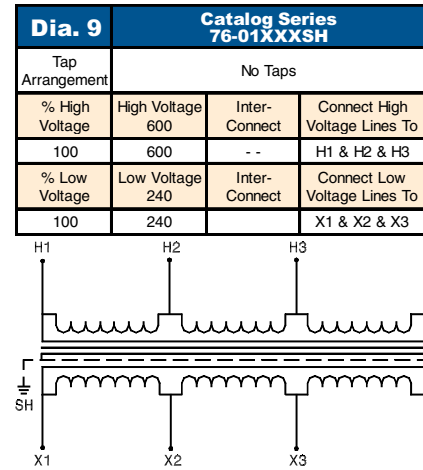 Dia. 9
Catalog Series
76-01XXXSH
Tap
Arrangement
No Taps
% High
Voltage
High Voltage
600
Inter-
Connect
Connect High
Voltage Lines To
100
600
- -
H1 & H2 & H3
% Low
Voltage
Low Voltage
240
Inter-
Connect
Connect Low
Voltage Lines To
100
240
X1 & X2 & X3
H1
H2
H3
SH
X1
X2
X3